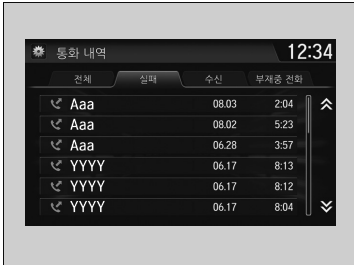 통화 내역 12:34
전체 실패 수신 부재중 전화
Aaa 08.03 2:04
Aaa 08.02 5:23
Aaa 06.28 3:57
YYYY 06.17 8:13
YYYY 06.17 8:12
YYYY 06.17 8:04